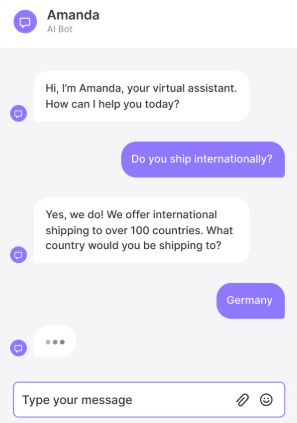 Amanda
AI Bot
Hi, I'm Amanda, your virtual assistant.
How can I help you today?
Do you ship internationally?
Yes, we do! We offer international
shipping to over 100 countries. What
country would you be shipping to?
Germany
Type your message